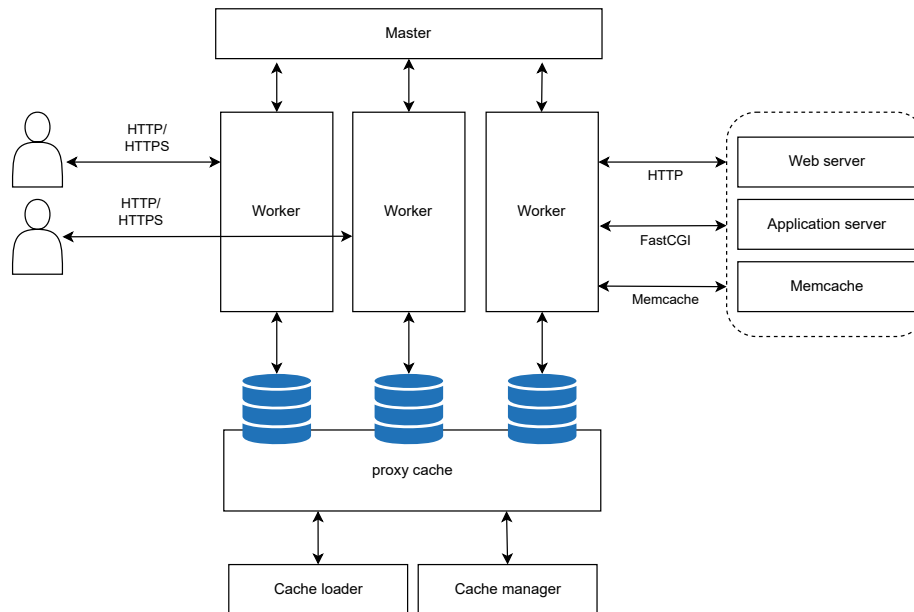 Master
HTTP/
HTTPS
HTTP/
HTTPS
Worker
Worker
Worker
HTTP
FastCGI
Memcache
Web server
Application server
Memcache
proxy cache
Cache loader
Cache manager